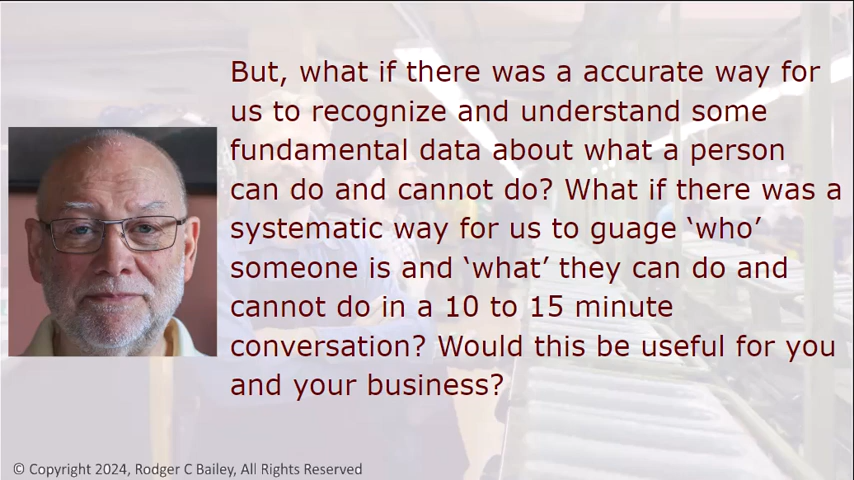 But, what if there was a accurate way for
us to recognize and understand some
fundamental data about what a person
can do and cannot do? What if there was a
systematic way for us to guage ‘who’
someone is and ‘what’ they can do and
cannot do in a 10 to 15 minute
conversation? Would this be useful for you
and your business?
© Copyright 2024, Rodger C Bailey, All Rights Reserved